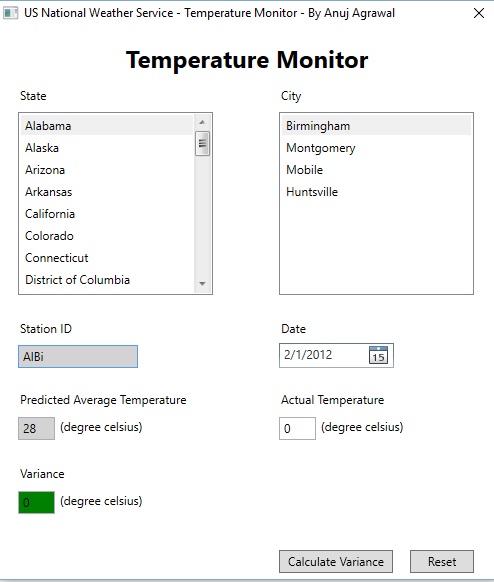 US National Weather Service - Temperature Monitor - By Anuj Agrawal
Temperature Monitor
State
City
Alabama
Alaska
Arizona
Arkansas
California
Colorado
Connecticut
District of Columbia
Birmingham
Montgomery
Mobile
Huntsville
Station ID
Date
AlBi
2/1/2012
15
Predicted Average Temperature
Actual Temperature
28 (degree celsius)
0 (degree celsius)
Variance
0 (degree celsius)
Calculate Variance
Reset